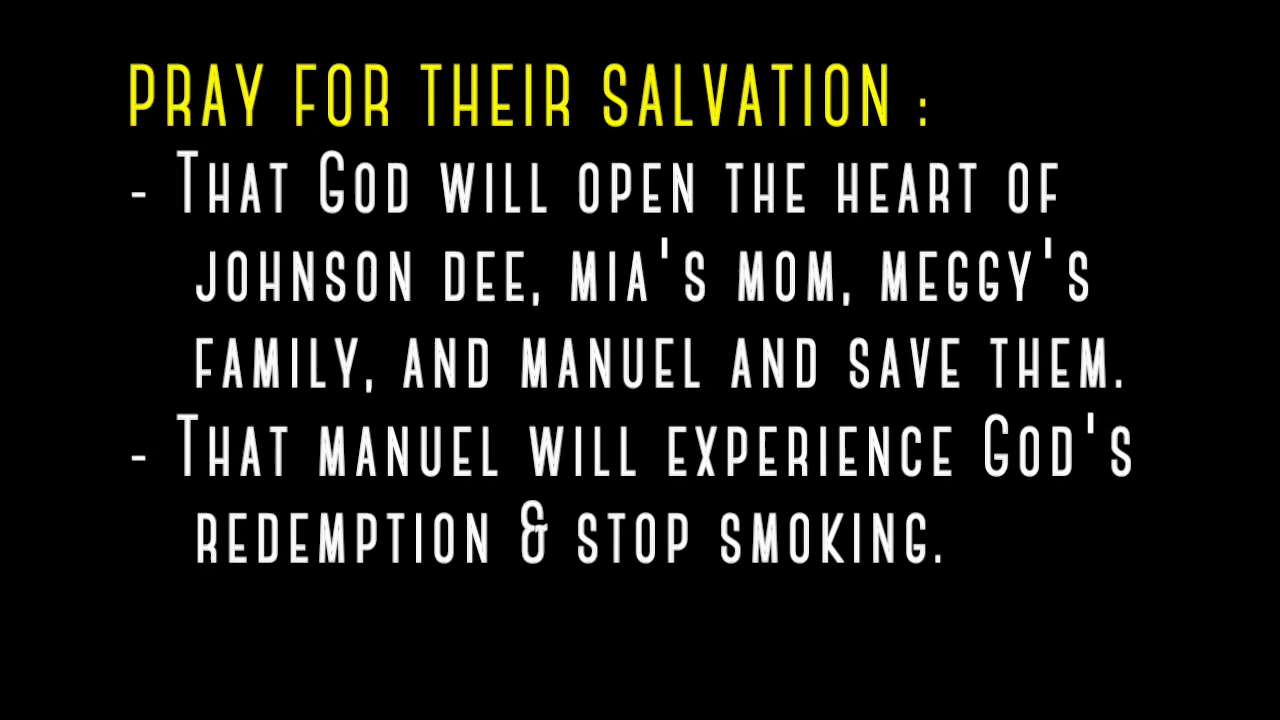 PRAY FOR THEIR SALVATION :
- THAT GOD WILL OPEN THE HEART OF
JOHNSON DEE, MIA'S MOM, MEGGY'S
FAMILY, AND MANUEL AND SAVE THEM.
- THAT MANUEL WILL EXPERIENCE GOD'S
REDEMPTION & STOP SMOKING.